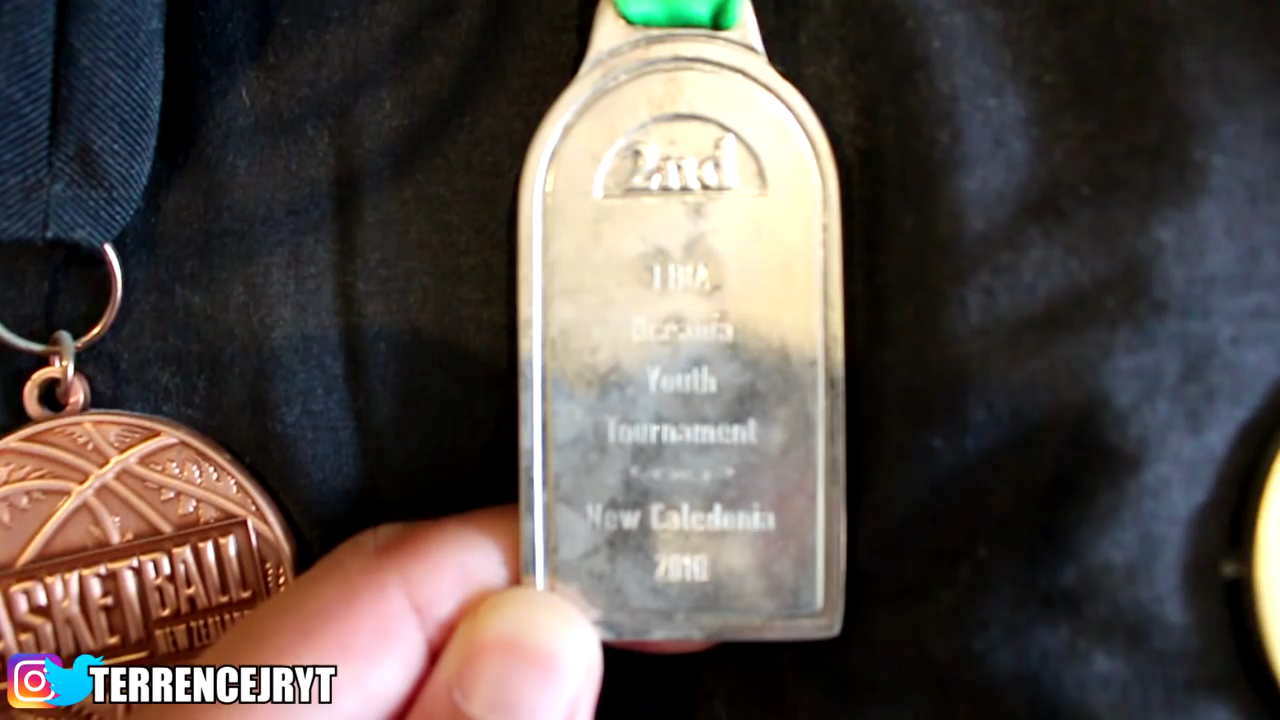 2nd
FIBA
Oceania
Youth
Tournament
New Caledonia
2010
BASKETBALL
NEW ZEALAND
TERRENCEJRYT